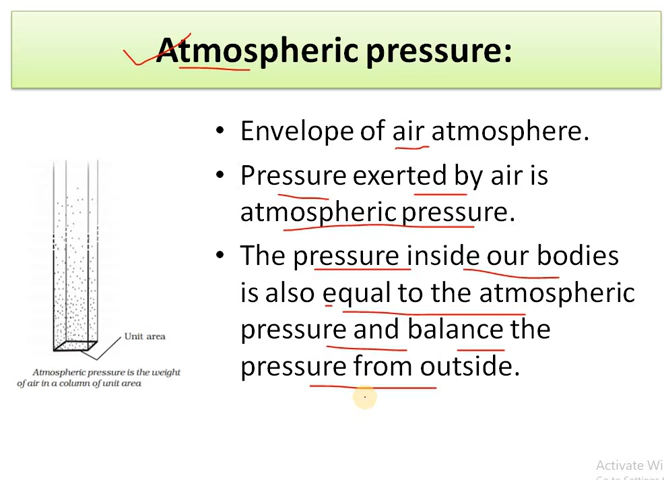 Atmospheric pressure:
• Envelope of air atmosphere.
• Pressure exerted by air is
atmospheric pressure.
• The pressure inside our bodies
is also equal to the atmospheric
pressure and balance the
pressure from outside.
Unit area
Atmospheric pressure is the weight
of air in a column of unit area
Activate Wi